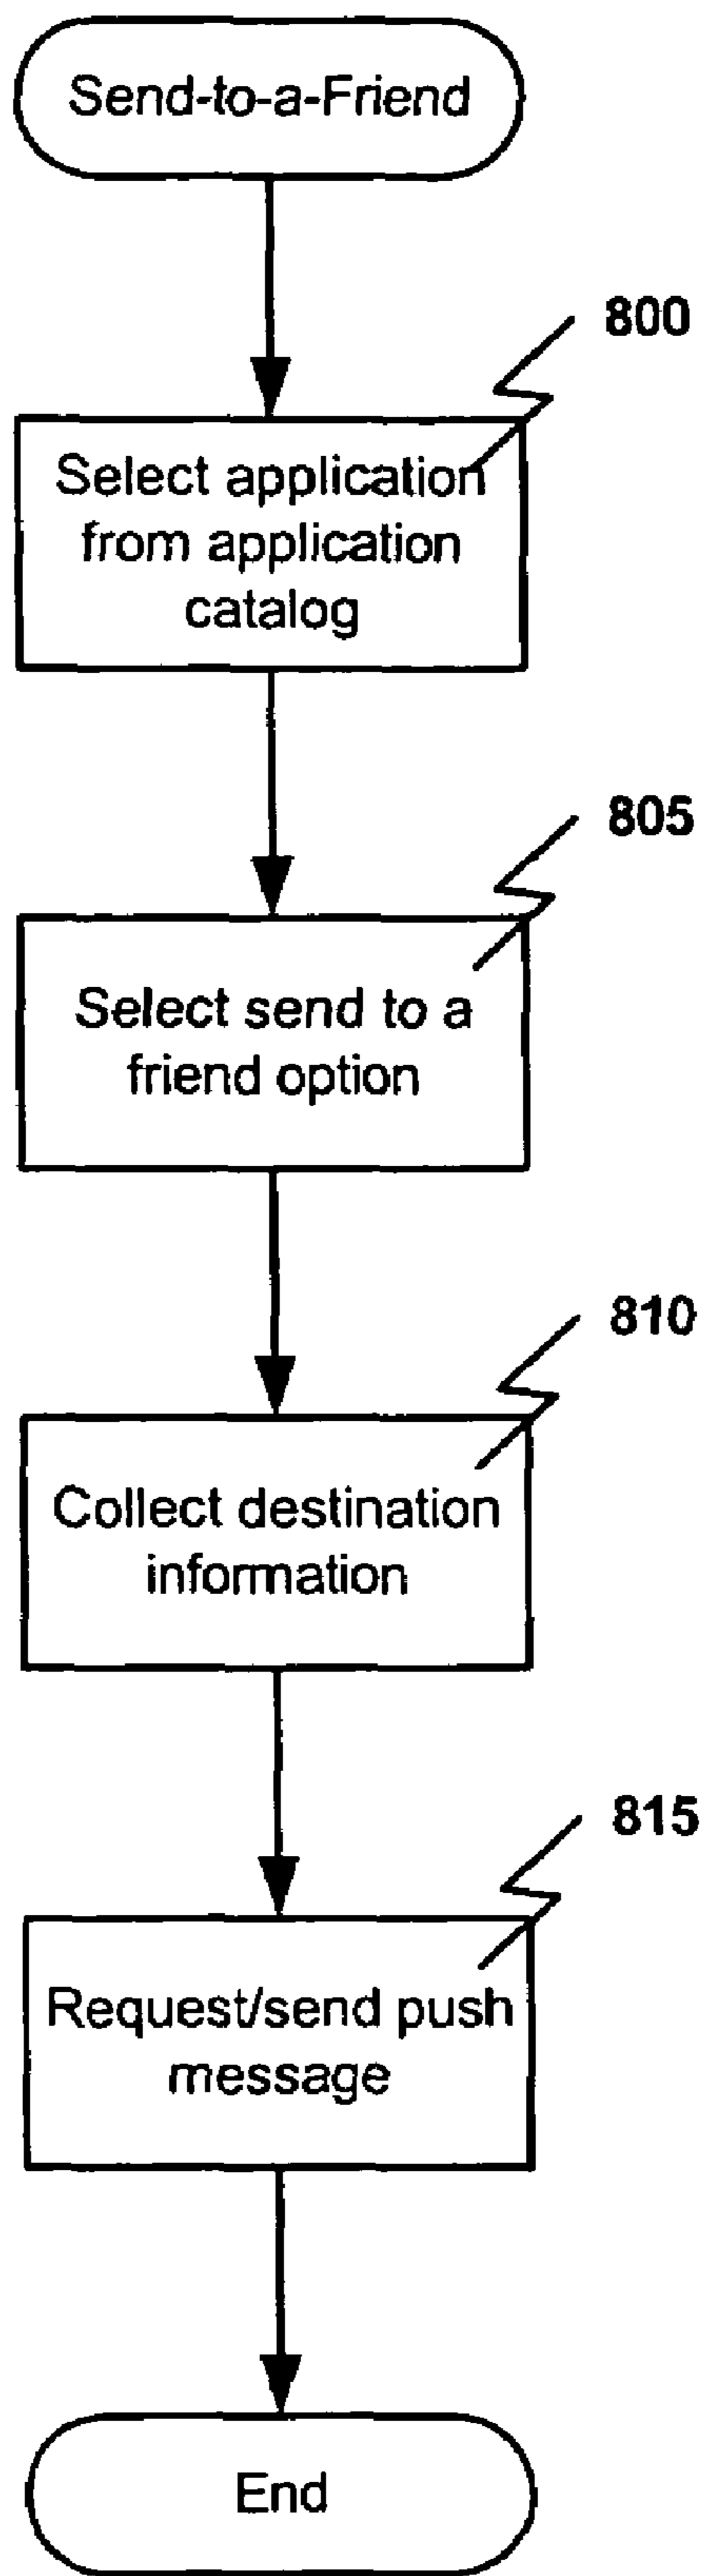 Send-to-a-Friend
800
Select application
from application
catalog
805
Select send to a
friend option
810
Collect destination
information
815
Request/send push
message
End